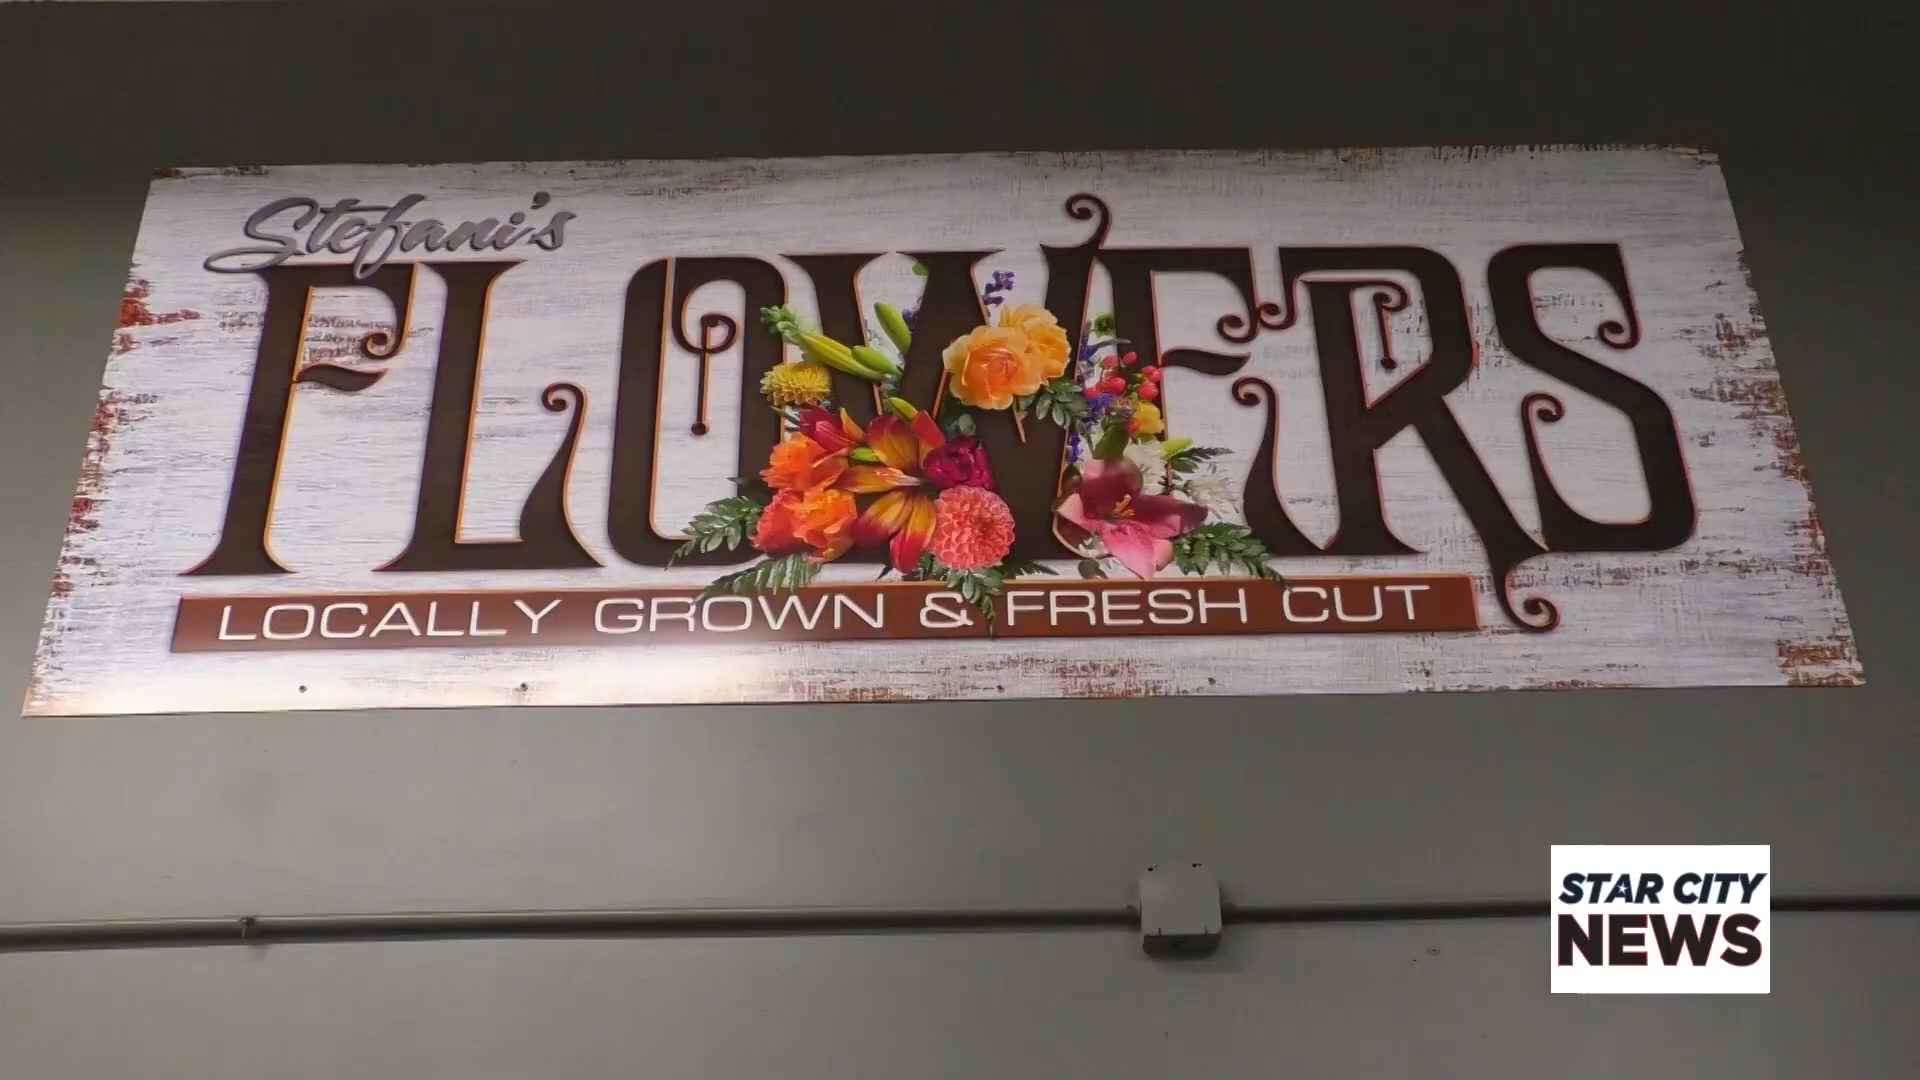 Stefani's
FLOWERS
LOCALLY GROWN & FRESH CUT
STAR CITY
NEWS